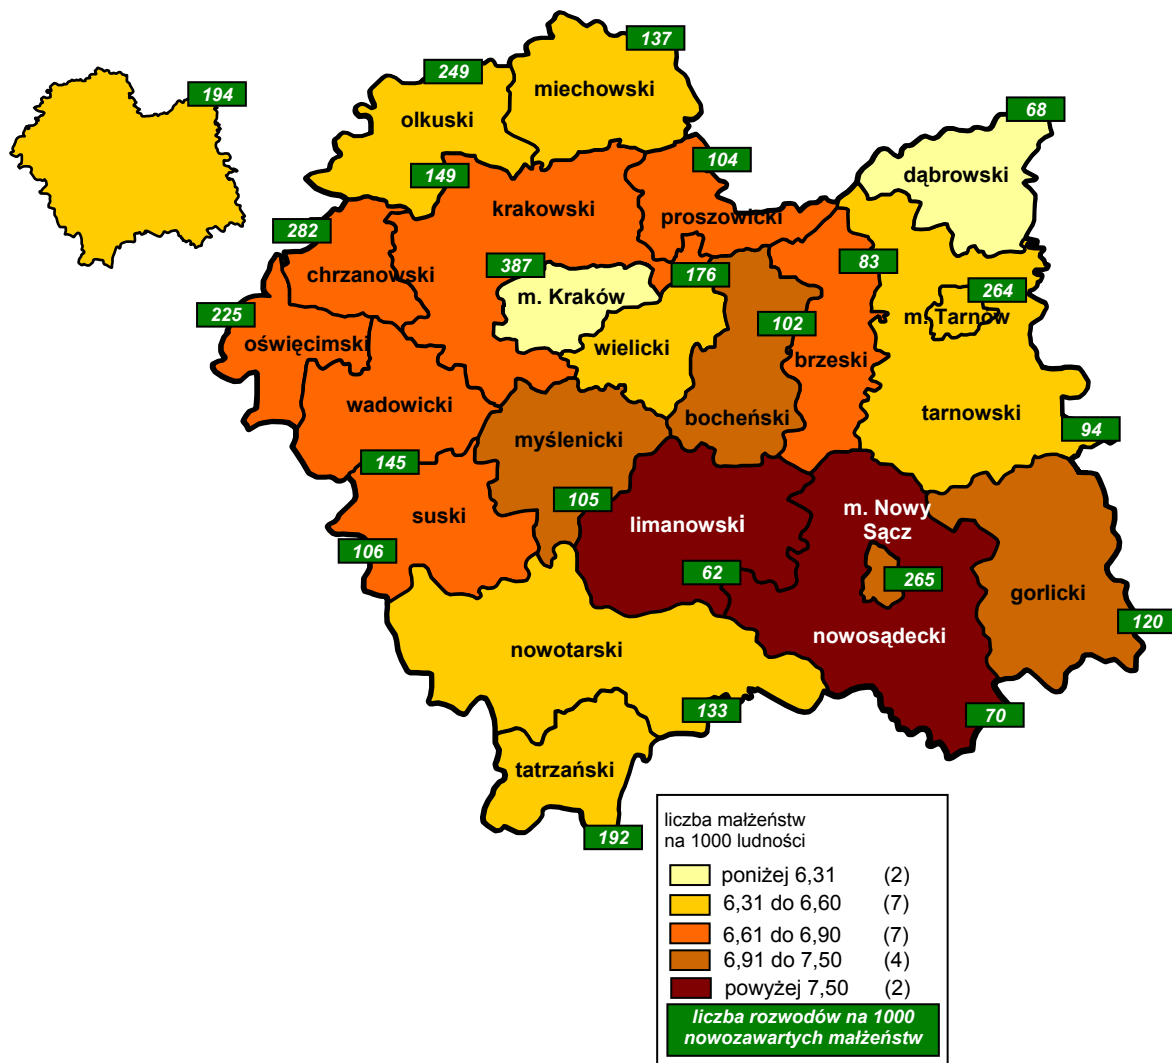 137
249
miechowski
194
olkuski
68
104
dąbrowski
149
krakowski
proszowicki
282
chrzanowski
387
176
83
m. Kraków
264
225
m. Tarnów
102
oświęcimski
wielicki
brzeski
wadowicki
bocheński
tarnowski
myślenicki
94
145
105
m. Nowy
Sącz
suski
limanowski
106
62
265
gorlicki
120
nowotarski
nowosądecki
133
70
tatrzański
192
liczba małżeństw
na 1000 ludności
poniżej 6,31 (2)
6,31 do 6,60 (7)
6,61 do 6,90 (7)
6,91 do 7,50 (4)
powyżej 7,50 (2)
liczba rozwodów na 1000
nowozawartych małżeństw